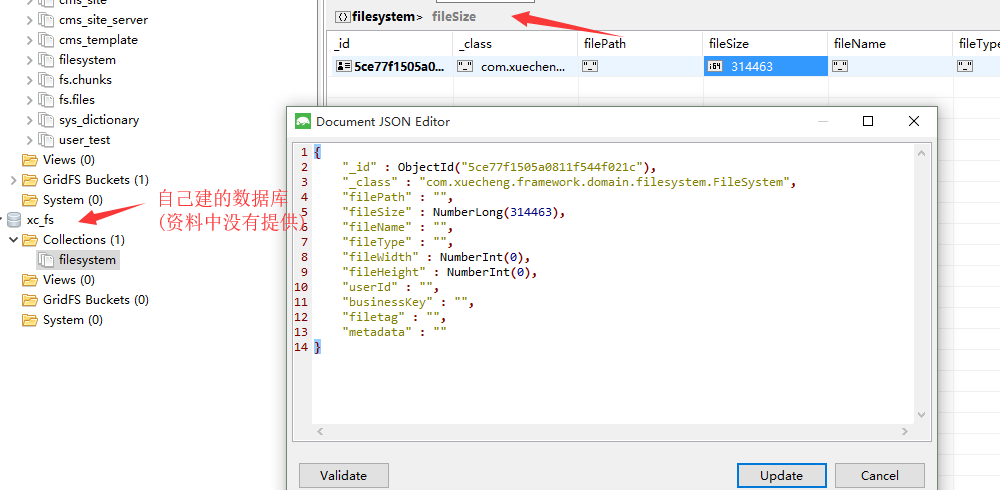 cms_site
cms_site_server
cms_template
filesystem
fs.chunks
fs.files
sys_dictionary
user_test
Views (0)
GridFS Buckets (1)
System (0)
xc_fs
Collections (1)
filesystem
Views (0)
GridFS Buckets (0)
System (0)
自己建的数据库
(资料中没有提供)
filesystem> fileSize
_id _class filePath fileSize fileName fileType
5ce77f1505a0... com.xuechen... 314463
Document JSON Editor
1 {
2 "_id" : ObjectId("5ce77f1505a0811f544f021c"),
3 "_class" : "com.xuecheng.framework.domain.filesystem.FileSystem",
4 "filePath" : "",
5 "fileSize" : NumberLong(314463),
6 "fileName" : "",
7 "fileType" : "",
8 "fileWidth" : NumberInt(0),
9 "fileHeight" : NumberInt(0),
10 "userId" : "",
11 "businessKey" : "",
12 "filetag" : "",
13 "metadata" : ""
14 }
Validate Update Cancel